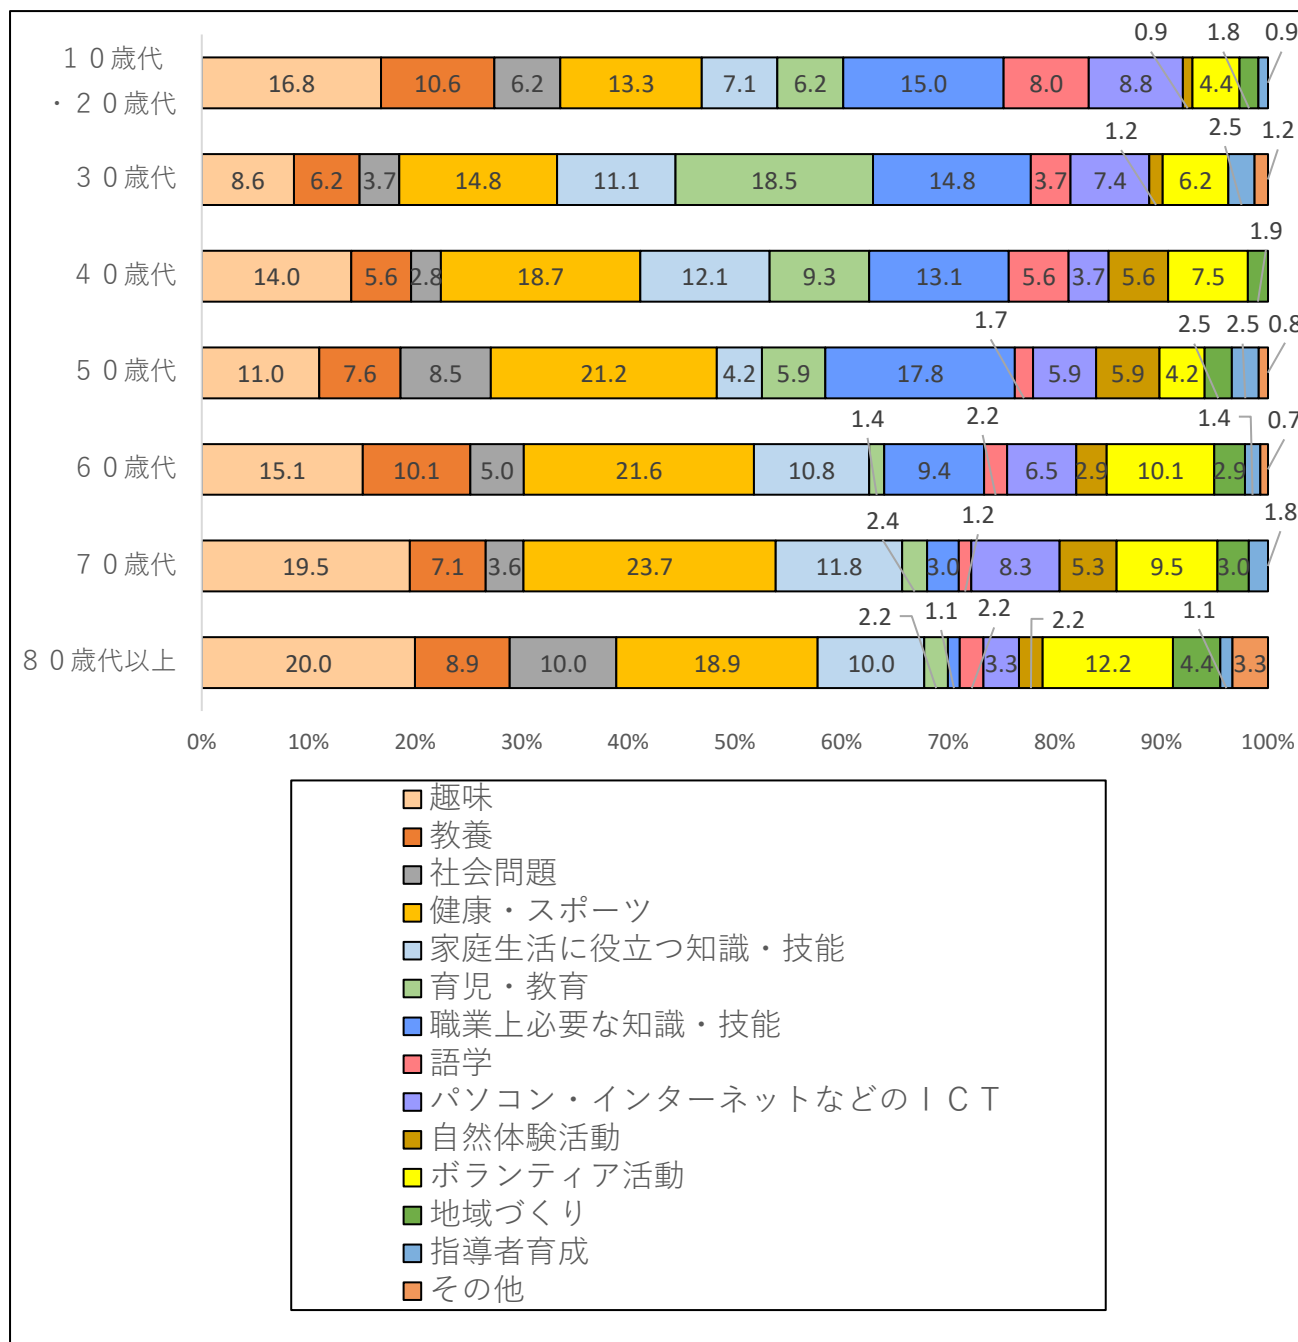 0.9 1.8 0.9
１０歳代
・２０歳代
16.8 10.6 6.2 13.3 7.1 6.2 15.0 8.0 8.8 4.4
1.2 2.5 1.2
３０歳代 8.6 6.2 3.7 14.8 11.1 18.5 14.8 3.7 7.4 6.2
1.9
４０歳代 14.0 5.6 2.8 18.7 12.1 9.3 13.1 5.6 3.7 5.6 7.5
1.7 2.5 2.5 0.8
５０歳代 11.0 7.6 8.5 21.2 4.2 5.9 17.8 5.9 5.9 4.2
1.4 2.2 1.4 0.7
６０歳代 15.1 10.1 5.0 21.6 10.8 9.4 6.5 2.9 10.1 2.9
2.4 1.2 1.8
７０歳代 19.5 7.1 3.6 23.7 11.8 3.0 8.3 5.3 9.5 3.0
2.2 1.1 2.2 2.2 1.1
８０歳代以上 20.0 8.9 10.0 18.9 10.0 3.3 12.2 4.4 3.3
0% 10% 20% 30% 40% 50% 60% 70% 80% 90% 100%
趣味
教養
社会問題
健康・スポーツ
家庭生活に役立つ知識・技能
育児・教育
職業上必要な知識・技能
語学
パソコン・インターネットなどのＩＣＴ
自然体験活動
ボランティア活動
地域づくり
指導者育成
その他